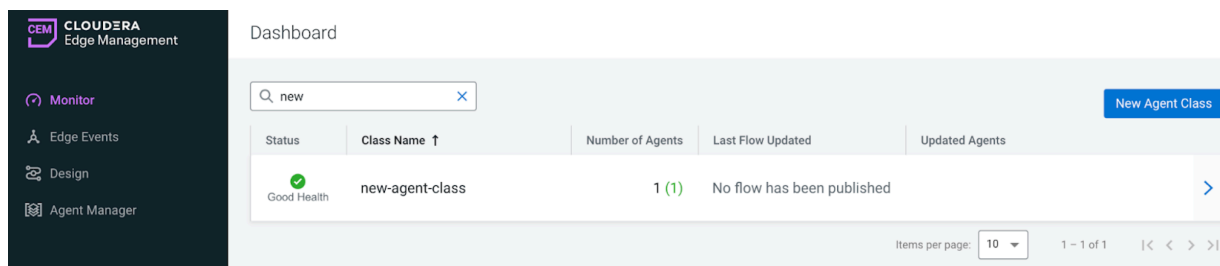 CEM CLOUDERA
Edge Management
Dashboard
Monitor
Edge Events
Design
Agent Manager
new
New Agent Class
Status Class Name ↑ Number of Agents Last Flow Updated Updated Agents
Good Health new-agent-class 1 (1) No flow has been published
Items per page: 10 1 – 1 of 1